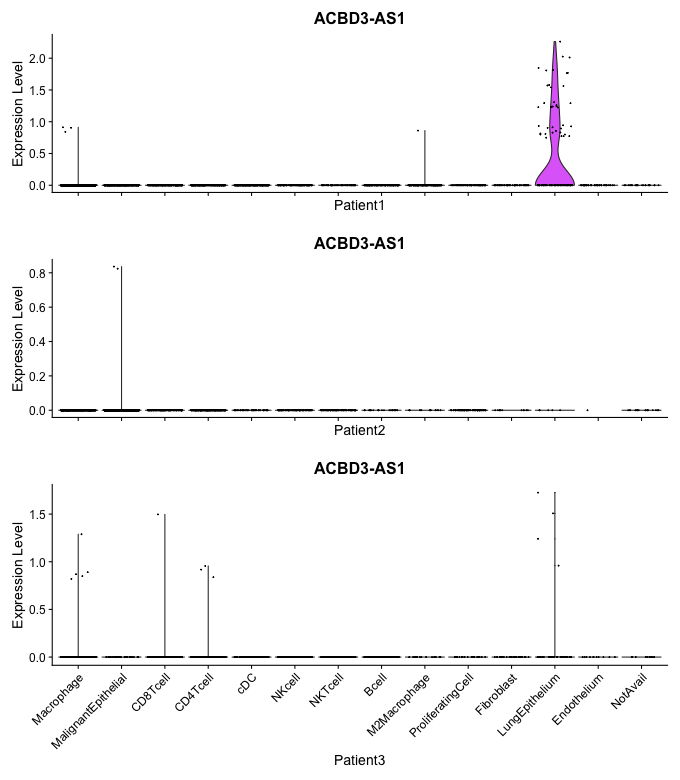 ACBD3-AS1
Expression Level
2.0
1.5
1.0
0.5
0.0
Patient1
ACBD3-AS1
Expression Level
0.8
0.6
0.4
0.2
0.0
Patient2
ACBD3-AS1
Expression Level
1.5
1.0
0.5
0.0
Macrophage
MalignantEpithelial
CD8Tcell
CD4Tcell
cDC
NKcell
NKTcell
Bcell
M2Macrophage
ProliferatingCell
Fibroblast
LungEpithelium
Endothelium
NotAvail
Patient3